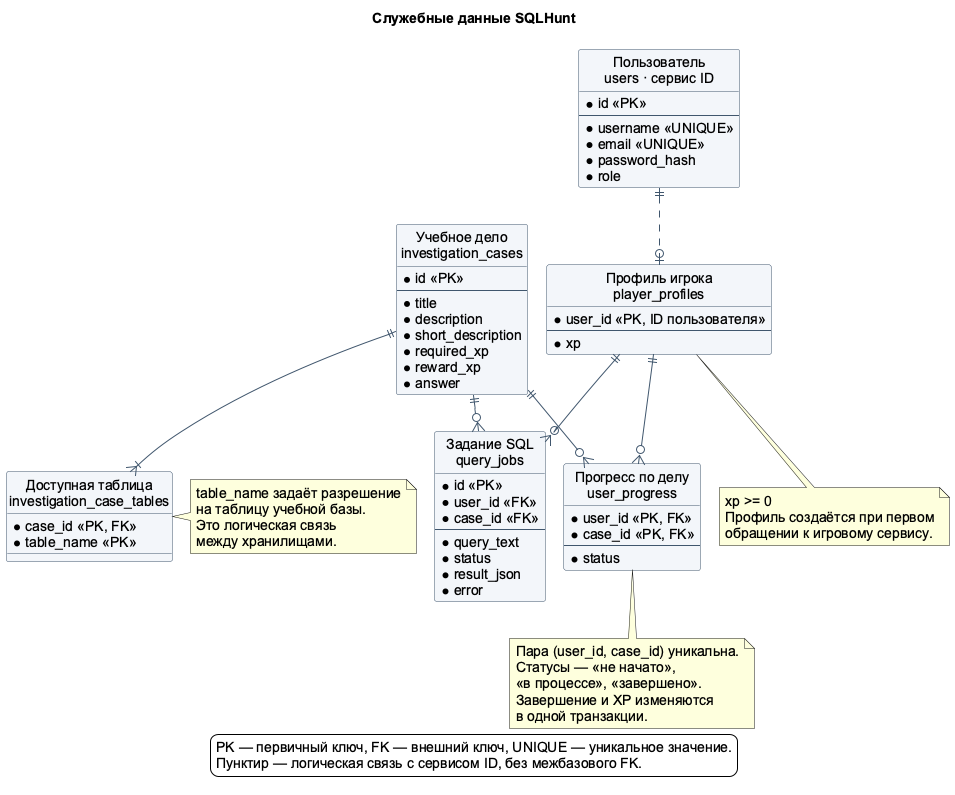 Служебные данные SQLHunt
Пользователь
users · сервис ID
id «PK»
username «UNIQUE»
email «UNIQUE»
password_hash
role
Учебное дело
investigation_cases
id «PK»
title
description
short_description
required_xp
reward_xp
answer
Профиль игрока
player_profiles
user_id «PK, ID пользователя»
xp
Доступная таблица
investigation_case_tables
case_id «PK, FK»
table_name «PK»
table_name задаёт разрешение
на таблицу учебной базы.
Это логическая связь
между хранилищами.
Задание SQL
query_jobs
id «PK»
user_id «FK»
case_id «FK»
query_text
status
result_json
error
Прогресс по делу
user_progress
user_id «PK, FK»
case_id «PK, FK»
status
xp >= 0
Профиль создаётся при первом
обращении к игровому сервису.
Пара (user_id, case_id) уникальна.
Статусы — «не начато»,
«в процессе», «завершено».
Завершение и XP изменяются
в одной транзакции.
PK — первичный ключ, FK — внешний ключ, UNIQUE — уникальное значение.
Пунктир — логическая связь с сервисом ID, без межбазового FK.